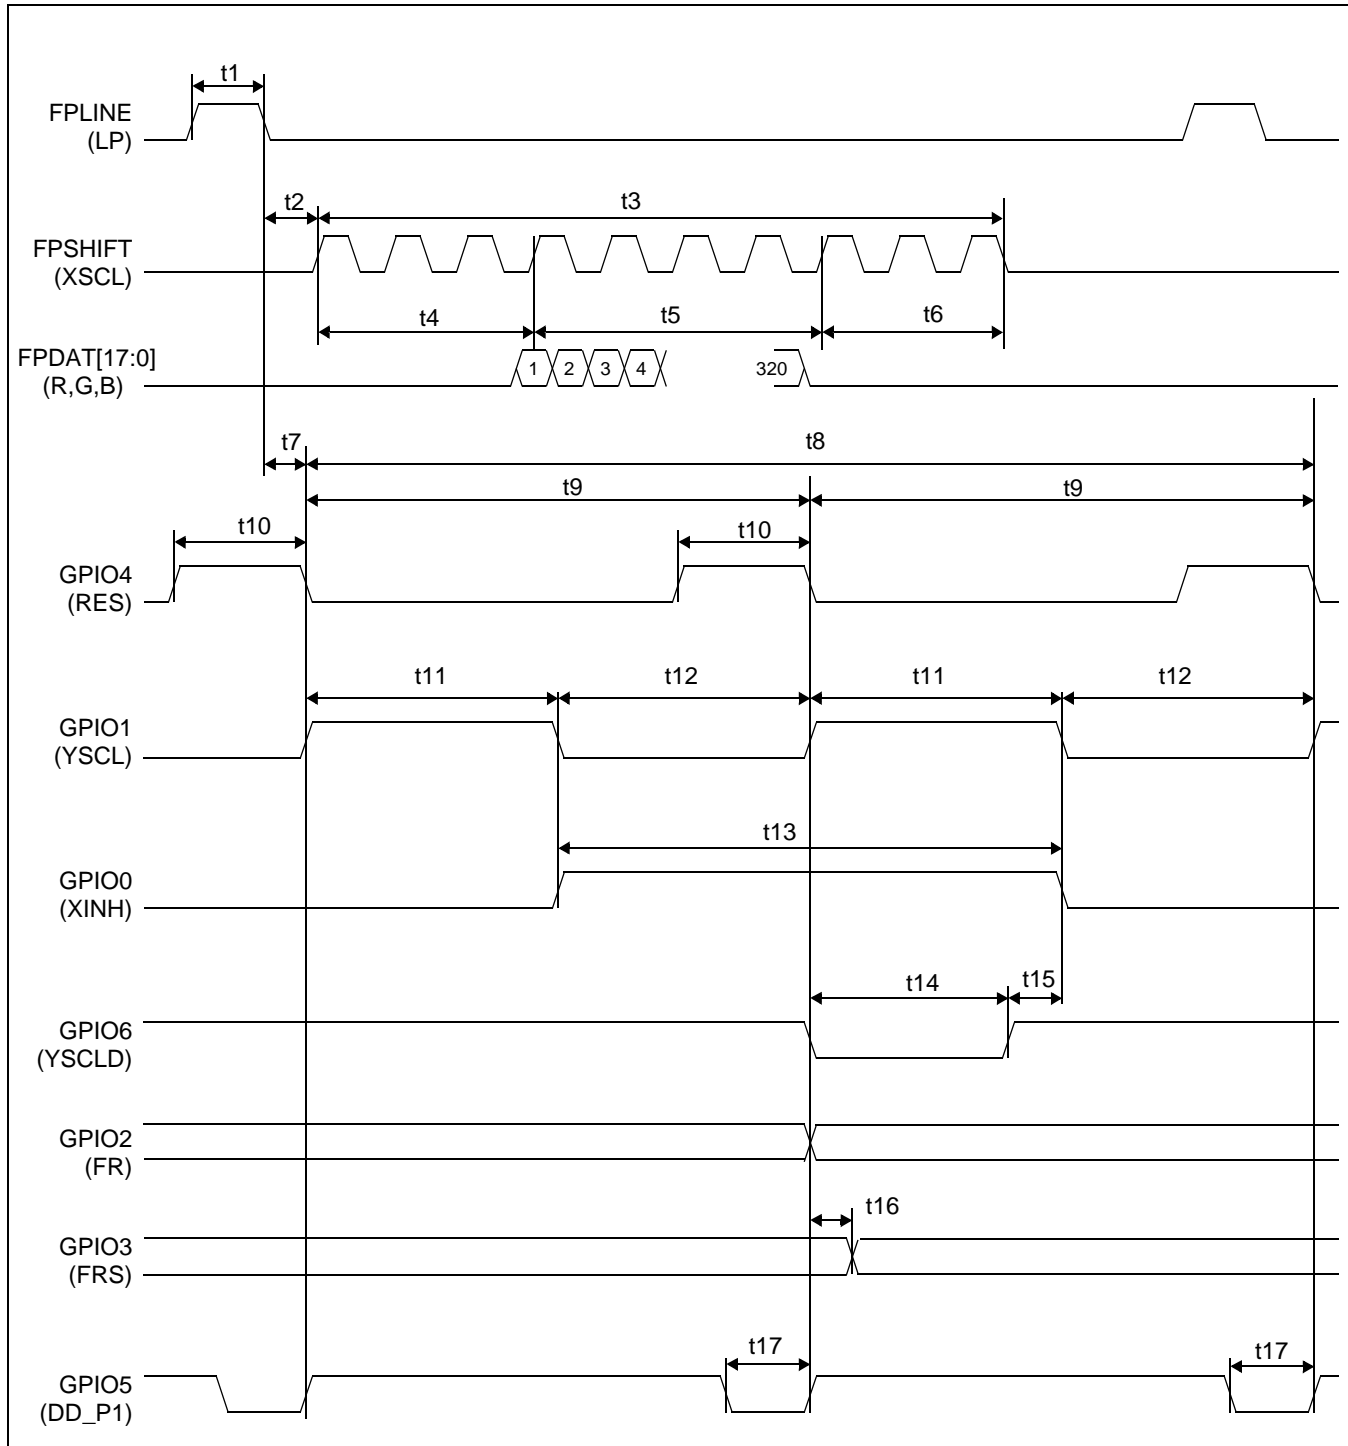 t1
FPLINE
(LP)
t2
t3
FPSHIFT
(XSCL)
t4
t5
t6
FPDAT[17:0]
(R,G,B)
1 2 3 4 320
t7
t8
t9
t9
t10
t10
GPIO4
(RES)
t11
t12
t11
t12
GPIO1
(YSCL)
t13
GPIO0
(XINH)
t14
t15
GPIO6
(YSCLD)
GPIO2
(FR)
t16
GPIO3
(FRS)
t17
t17
GPIO5
(DD_P1)